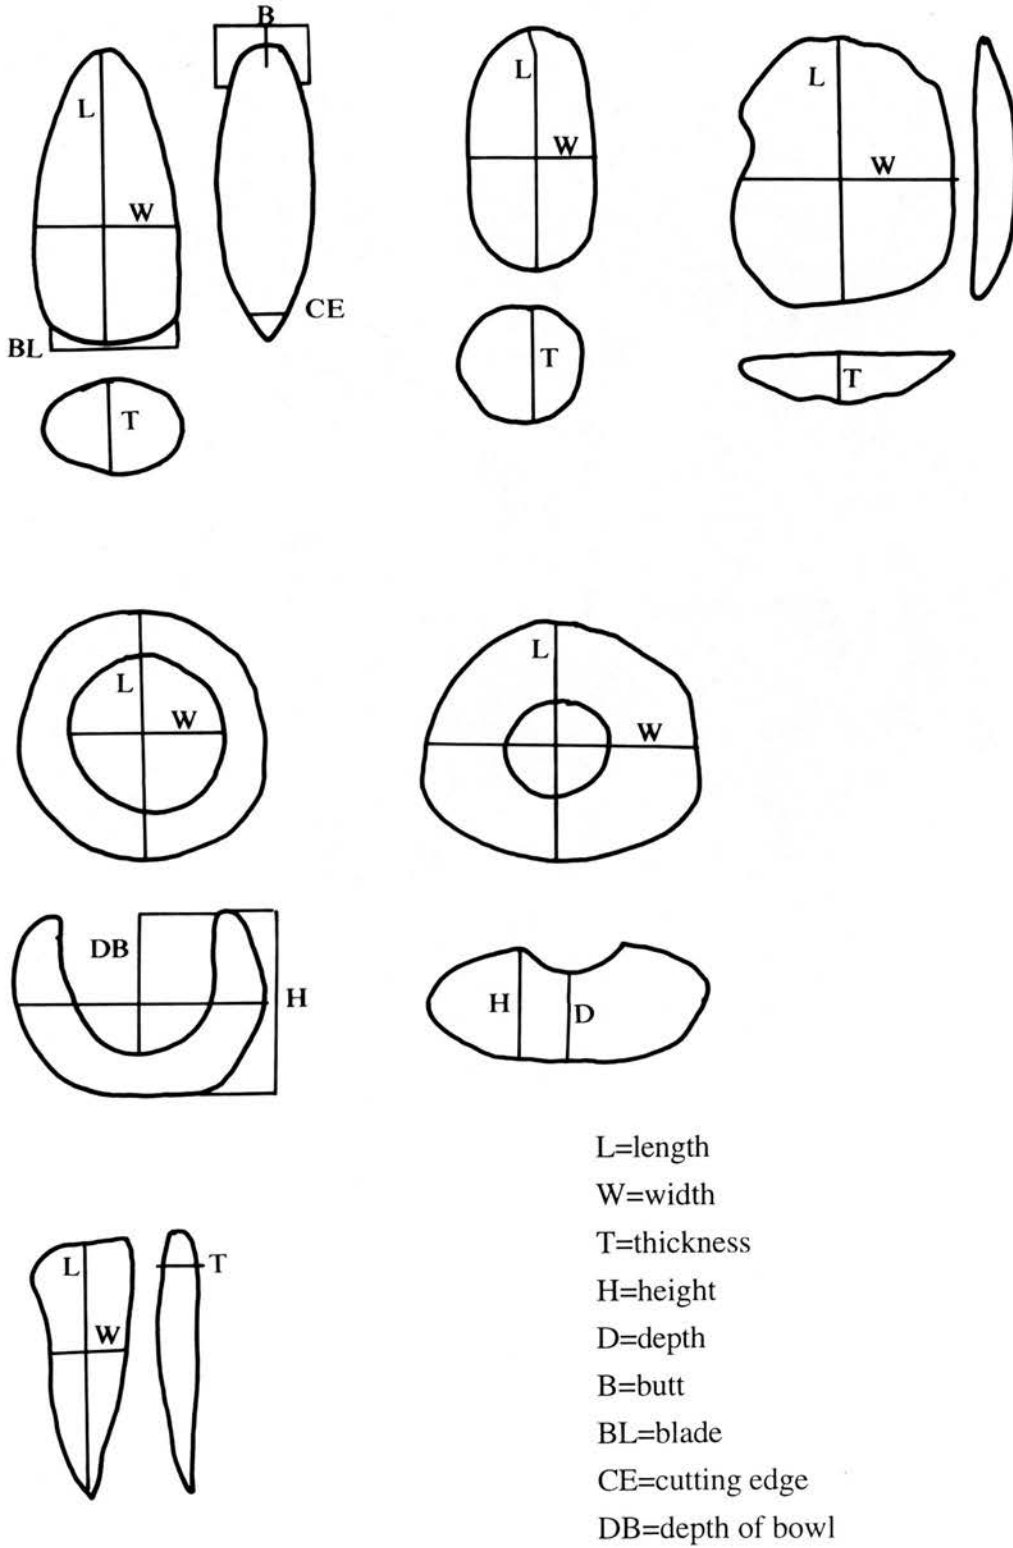 B
L
W
CE
BL
T
L
W
T
L
W
T
L
W
DB
H
L
W
H
D
L
W
T
L=length
W=width
T=thickness
H=height
D=depth
B=butt
BL=blade
CE=cutting edge
DB=depth of bowl